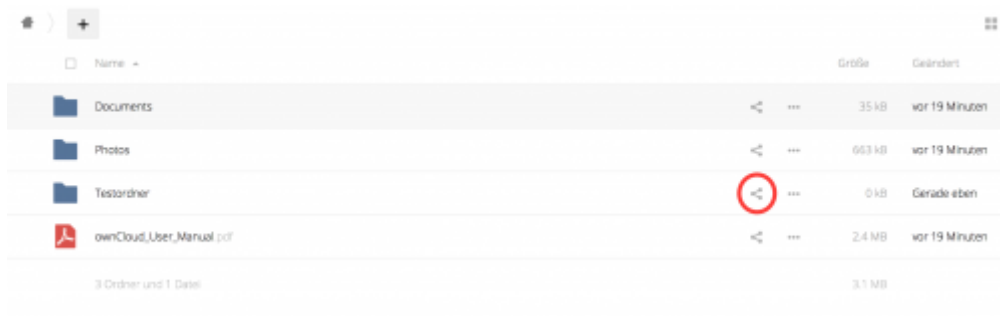 Name Größe Geändert
Documents 35 kB vor 19 Minuten
Photos 663 kB vor 19 Minuten
Testordner 0 kB Gerade eben
ownCloud_User_Manual.pdf 2.4 MB vor 19 Minuten
3 Ordner und 1 Datei 3.1 MB